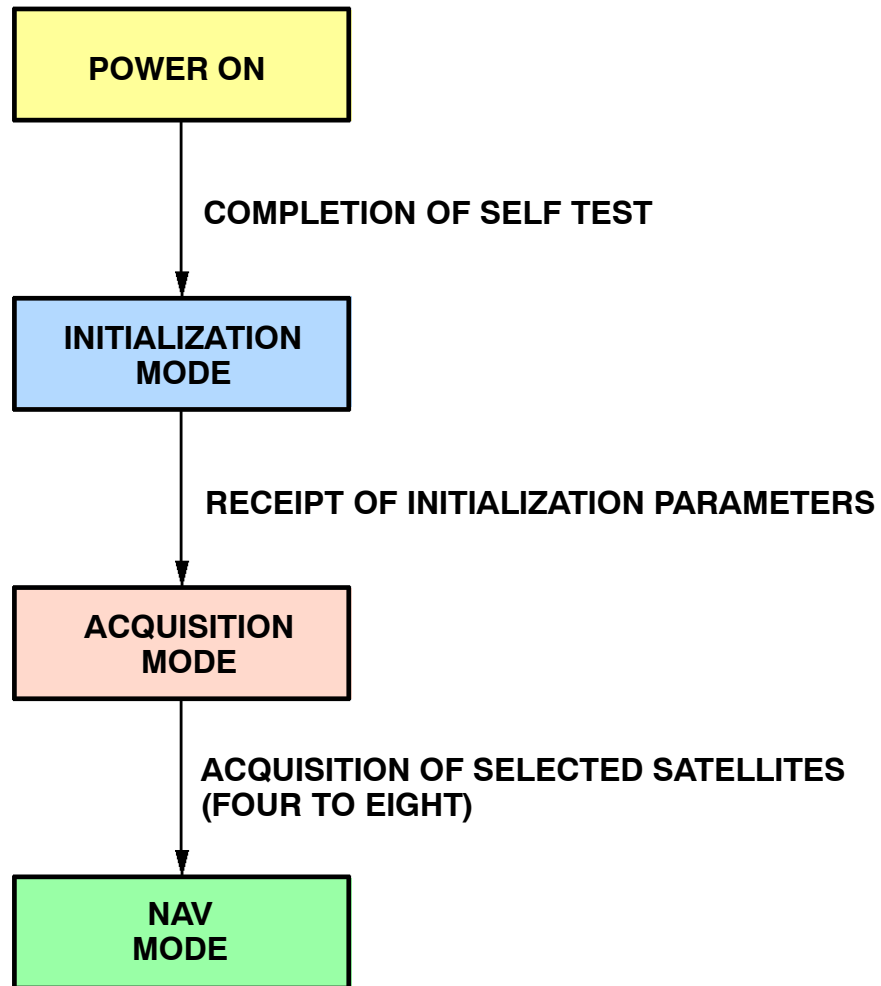 POWER ON
COMPLETION OF SELF TEST
INITIALIZATION
MODE
RECEIPT OF INITIALIZATION PARAMETERS
ACQUISITION
MODE
ACQUISITION OF SELECTED SATELLITES
(FOUR TO EIGHT)
NAV
MODE